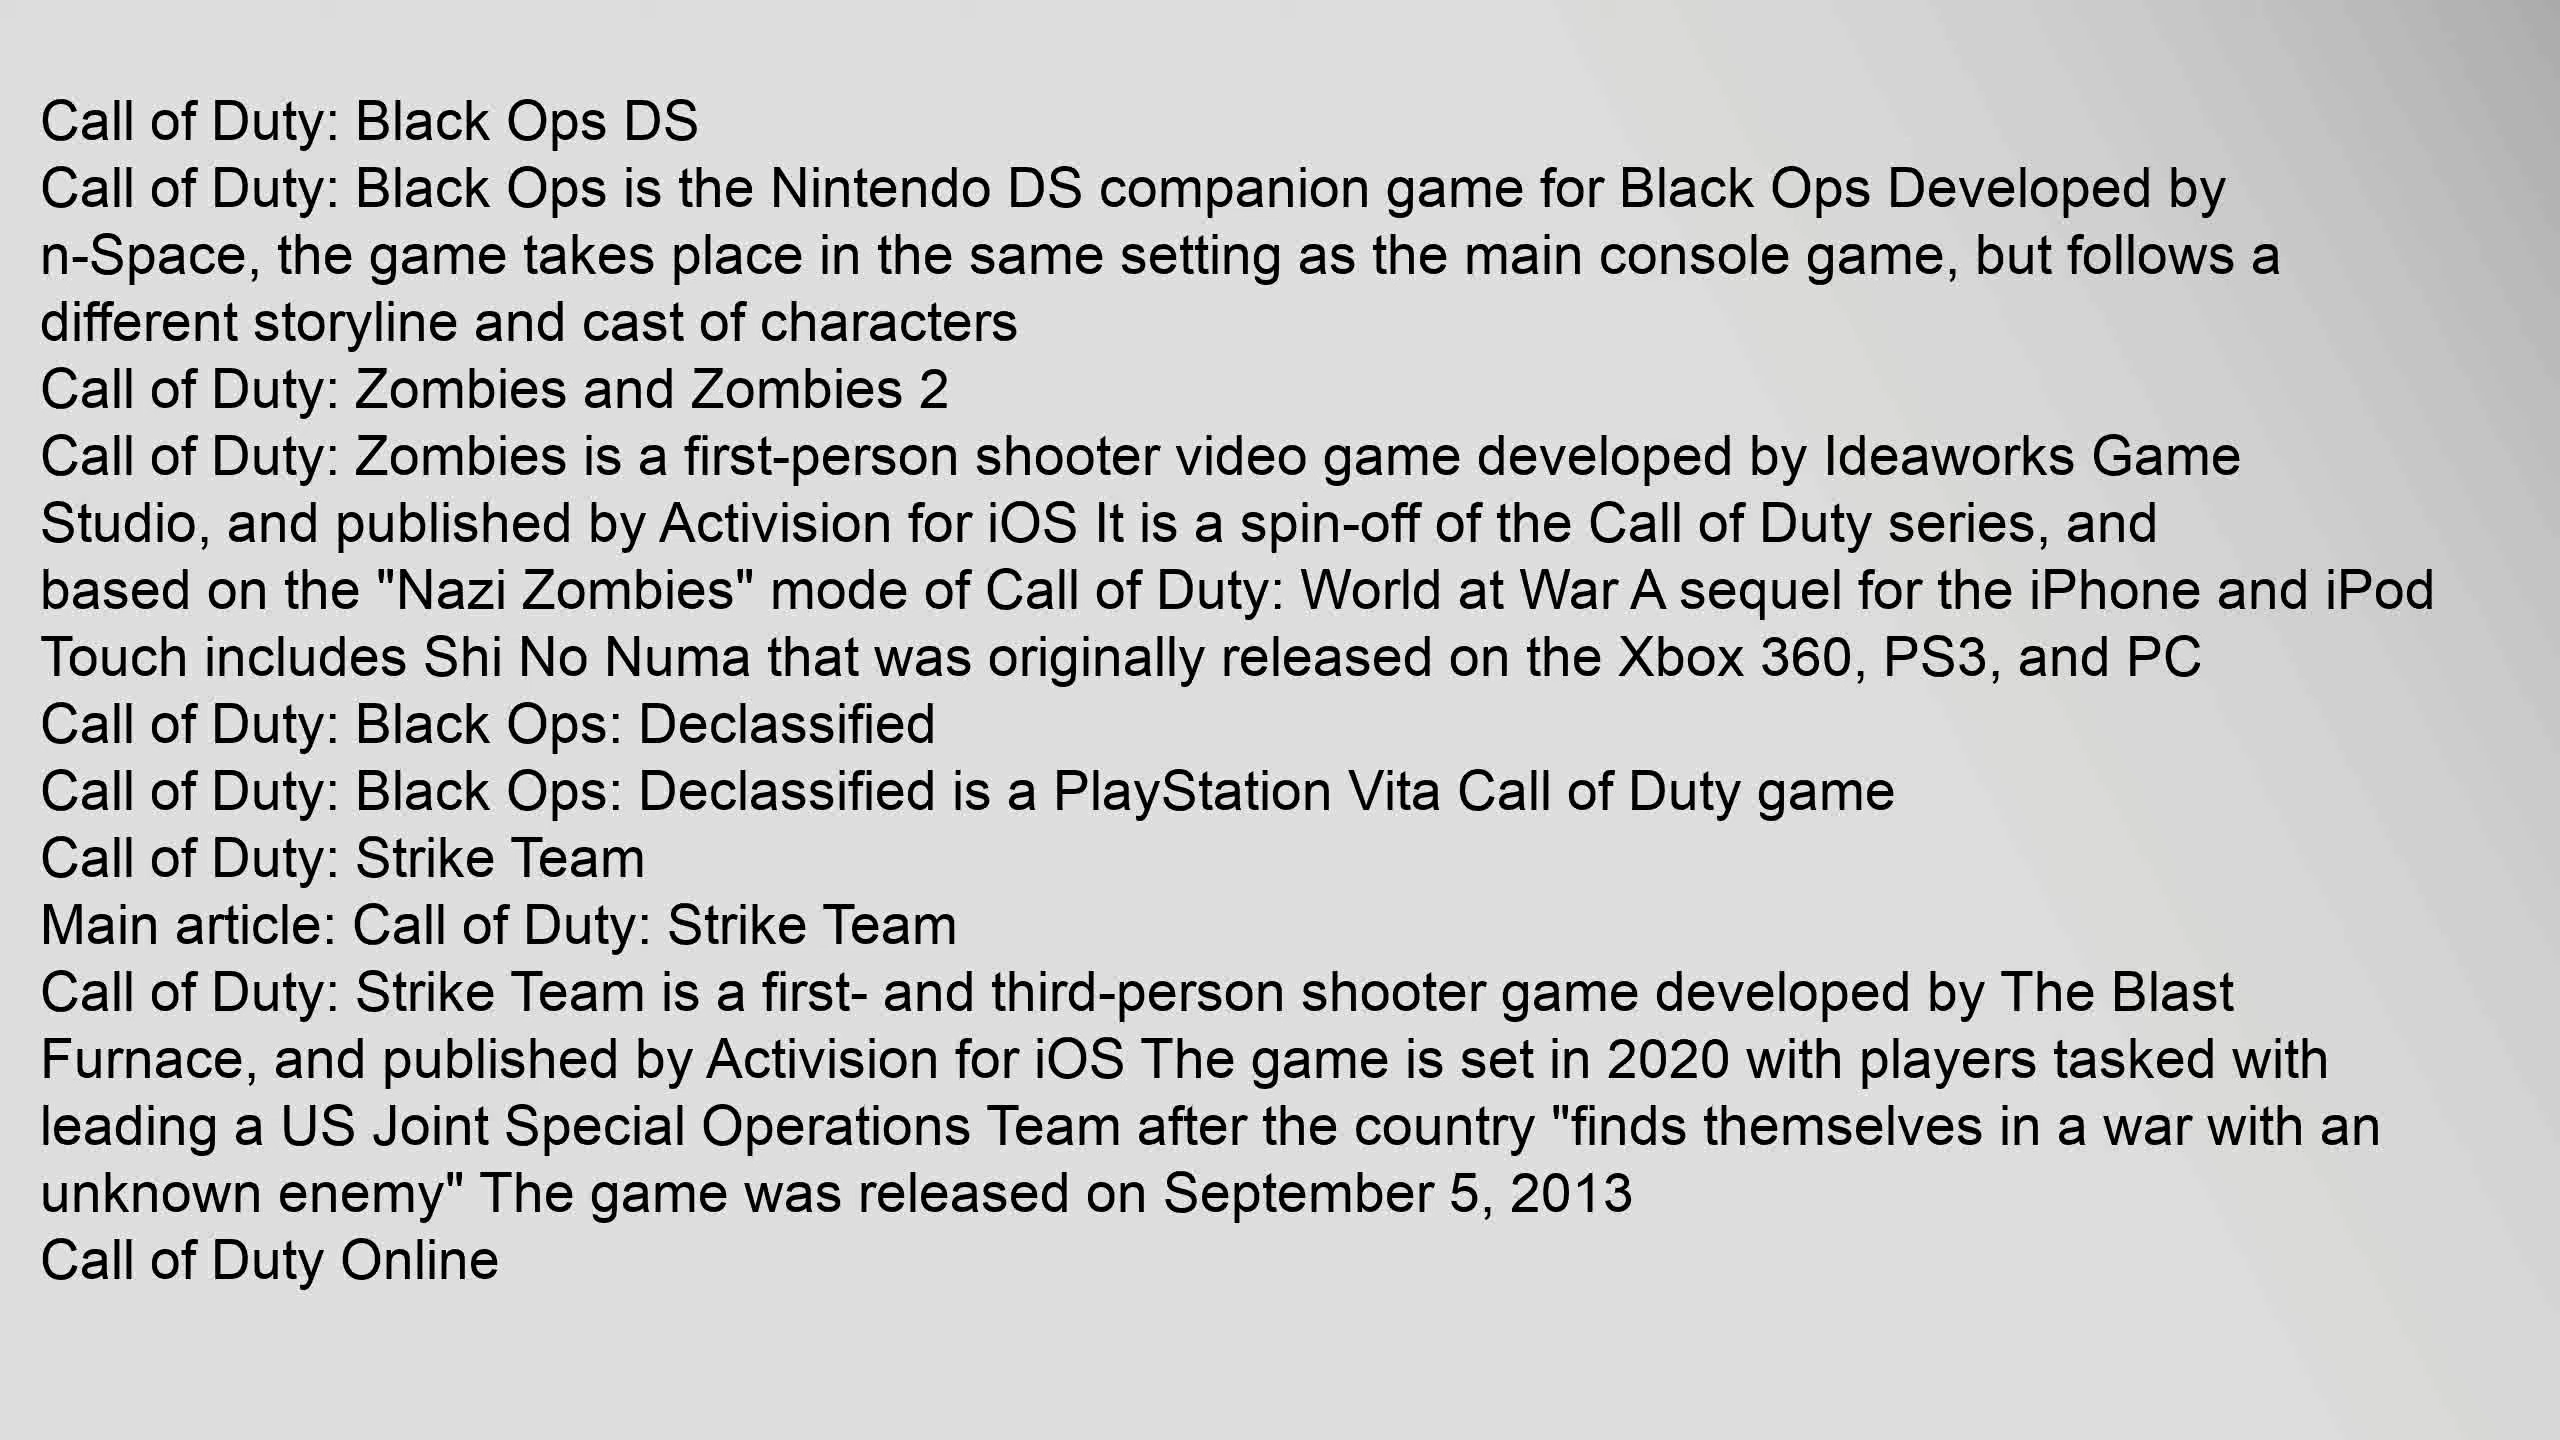 Call of Duty: Black Ops DS
Call of Duty: Black Ops is the Nintendo DS companion game for Black Ops Developed by
n-Space, the game takes place in the same setting as the main console game, but follows a
different storyline and cast of characters
Call of Duty: Zombies and Zombies 2
Call of Duty: Zombies is a first-person shooter video game developed by Ideaworks Game
Studio, and published by Activision for iOS It is a spin-off of the Call of Duty series, and
based on the "Nazi Zombies" mode of Call of Duty: World at War A sequel for the iPhone and iPod
Touch includes Shi No Numa that was originally released on the Xbox 360, PS3, and PC
Call of Duty: Black Ops: Declassified
Call of Duty: Black Ops: Declassified is a PlayStation Vita Call of Duty game
Call of Duty: Strike Team
Main article: Call of Duty: Strike Team
Call of Duty: Strike Team is a first- and third-person shooter game developed by The Blast
Furnace, and published by Activision for iOS The game is set in 2020 with players tasked with
leading a US Joint Special Operations Team after the country "finds themselves in a war with an
unknown enemy" The game was released on September 5, 2013
Call of Duty Online